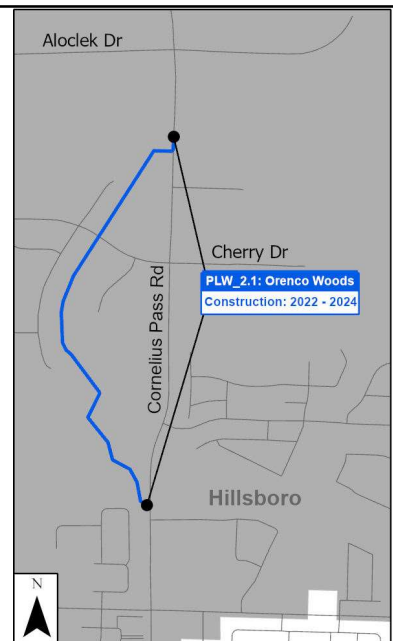 Aloclek Dr
Cherry Dr
PLW_2.1: Orenco Woods
Construction: 2022 - 2024
Cornelius Pass Rd
Hillsboro
N